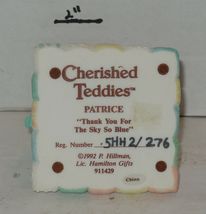 2"
Cherished
Teddies™
PATRICE
"Thank You For
The Sky So Blue"
Reg. Number 5HH2/276
©1992 P. Hillman,
Lic. Hamilton Gifts
911429
China